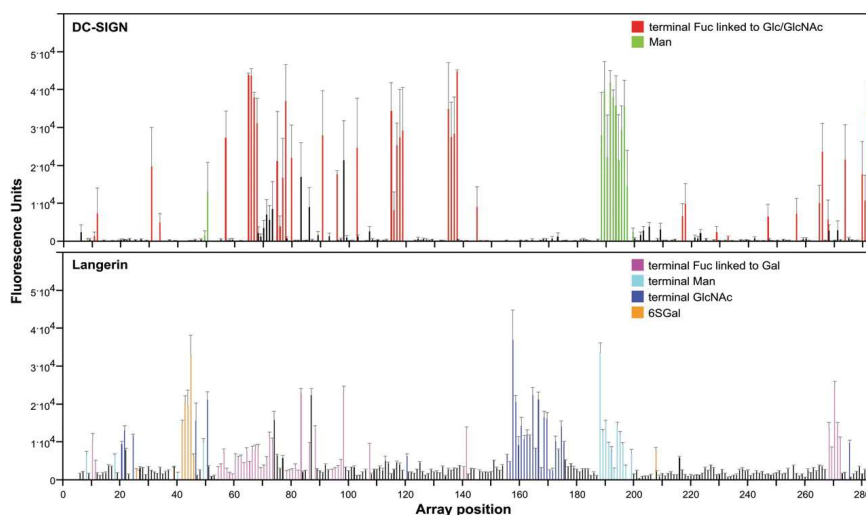 DC-SIGN
terminal Fuc linked to Glc/GlcNAc
Man
5·10⁴
4·10⁴
3·10⁴
2·10⁴
1·10⁴
0
Fluorescence Units
Langerin
terminal Fuc linked to Gal
terminal Man
terminal GlcNAc
6SGal
5·10⁴
4·10⁴
3·10⁴
2·10⁴
1·10⁴
0
0 20 40 60 80 100 120 140 160 180 200 220 240 260 280
Array position